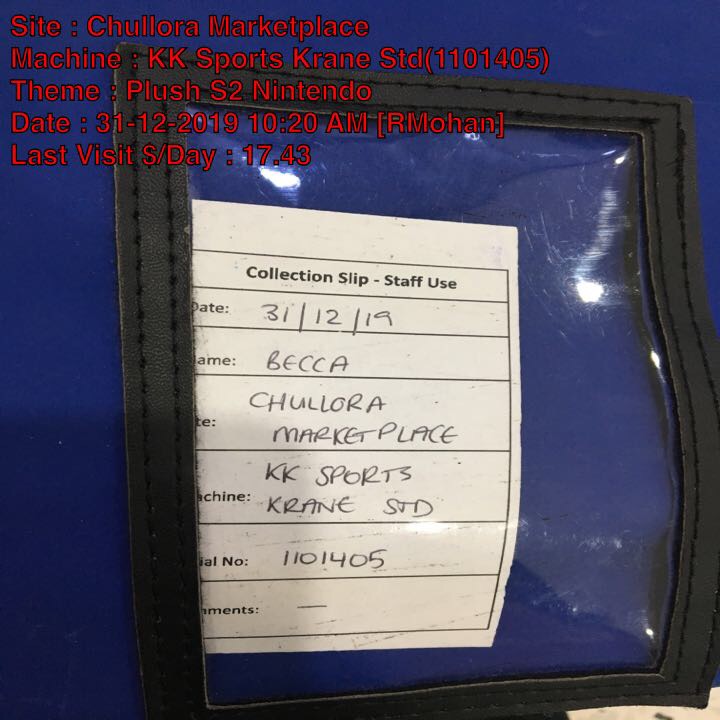 Site : Chullora Marketplace
Machine : KK Sports Krane Std(1101405)
Theme : Plush S2 Nintendo
Date : 31-12-2019 10:20 AM [RMohan]
Last Visit $/Day : 17.43
Collection Slip - Staff Use
Date: 31/12/19
ame: BECCA
CHULLORA
te: MARKETPLACE
KK SPORTS
achine: KRANE STD
ial No: 1101405
mments: —